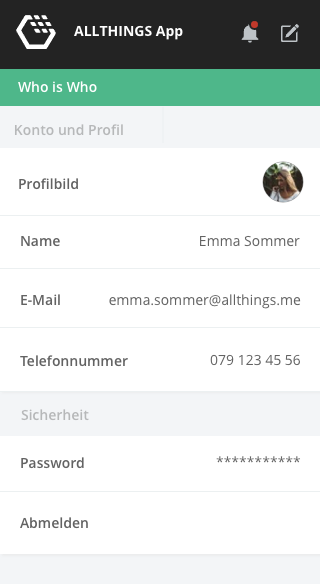 ALLTHINGS App
Who is Who
Konto und Profil
Profilbild
Name Emma Sommer
E-Mail emma.sommer@allthings.me
Telefonnummer 079 123 45 56
Sicherheit
Password ***********
Abmelden